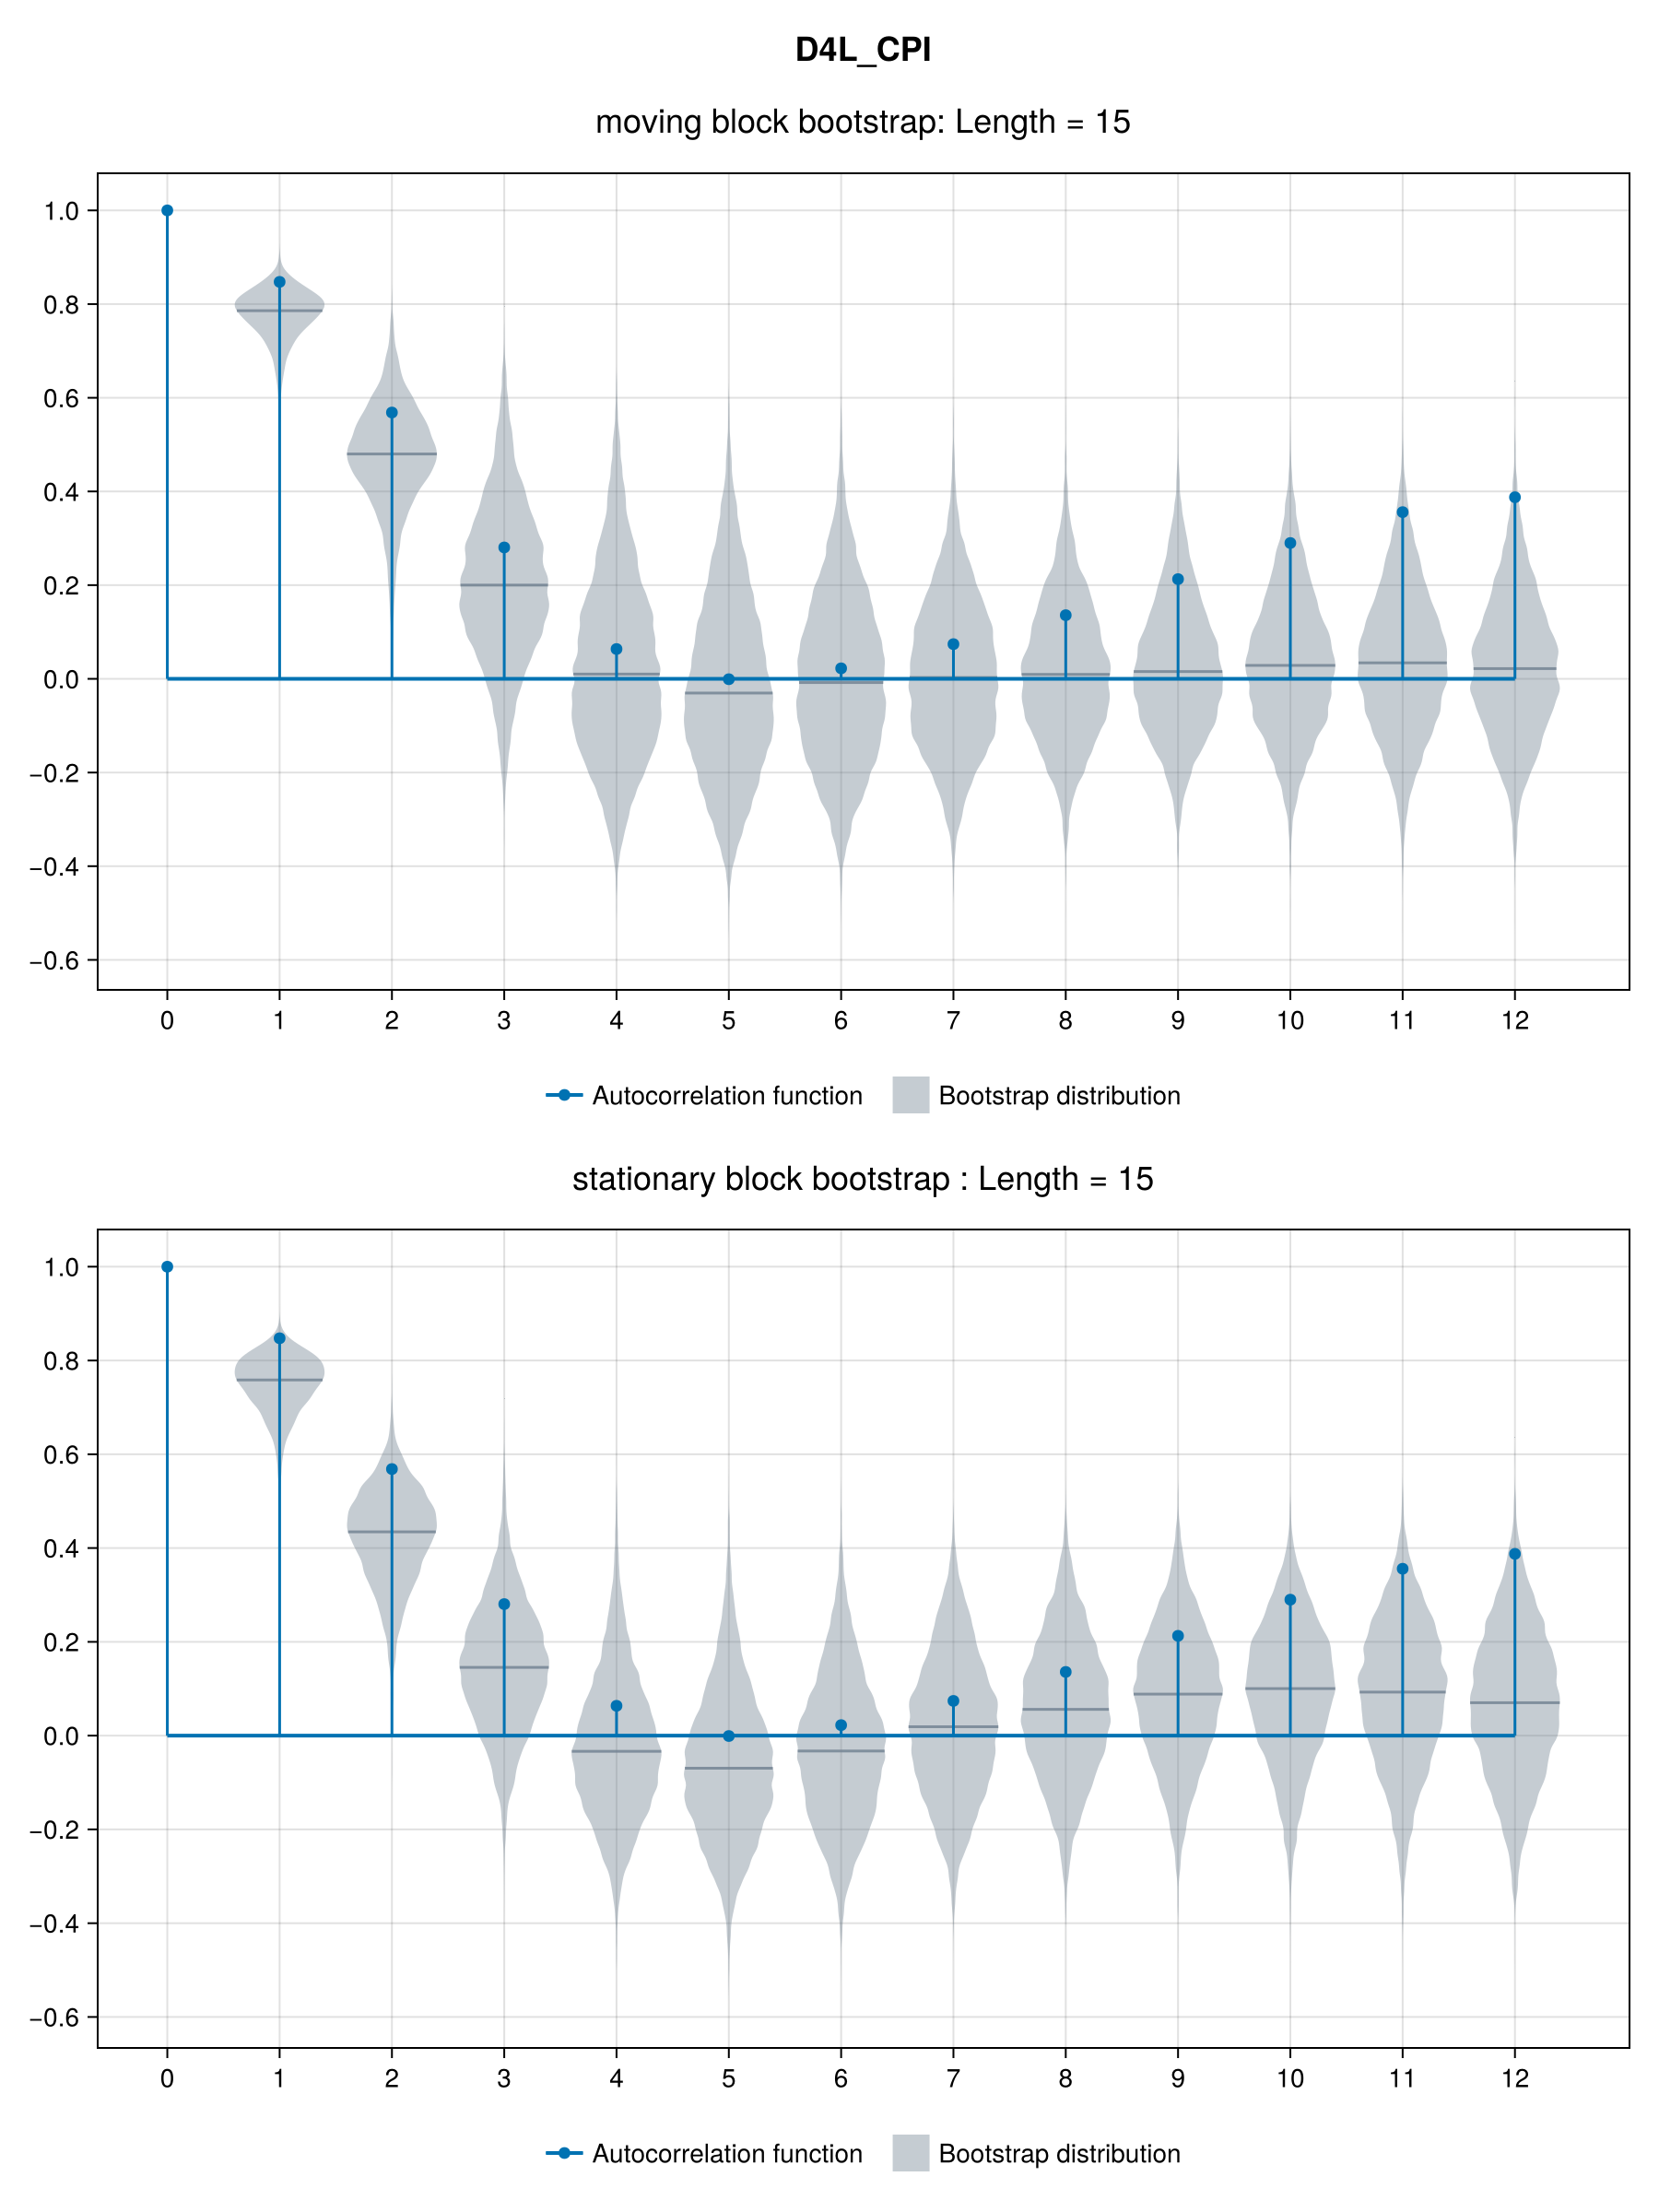 D4L_CPI
moving block bootstrap: Length = 15
1.0
0.8
0.6
0.4
0.2
0.0
−0.2
−0.4
−0.6
0 1 2 3 4 5 6 7 8 9 10 11 12
Autocorrelation function Bootstrap distribution
stationary block bootstrap : Length = 15
1.0
0.8
0.6
0.4
0.2
0.0
−0.2
−0.4
−0.6
0 1 2 3 4 5 6 7 8 9 10 11 12
Autocorrelation function Bootstrap distribution